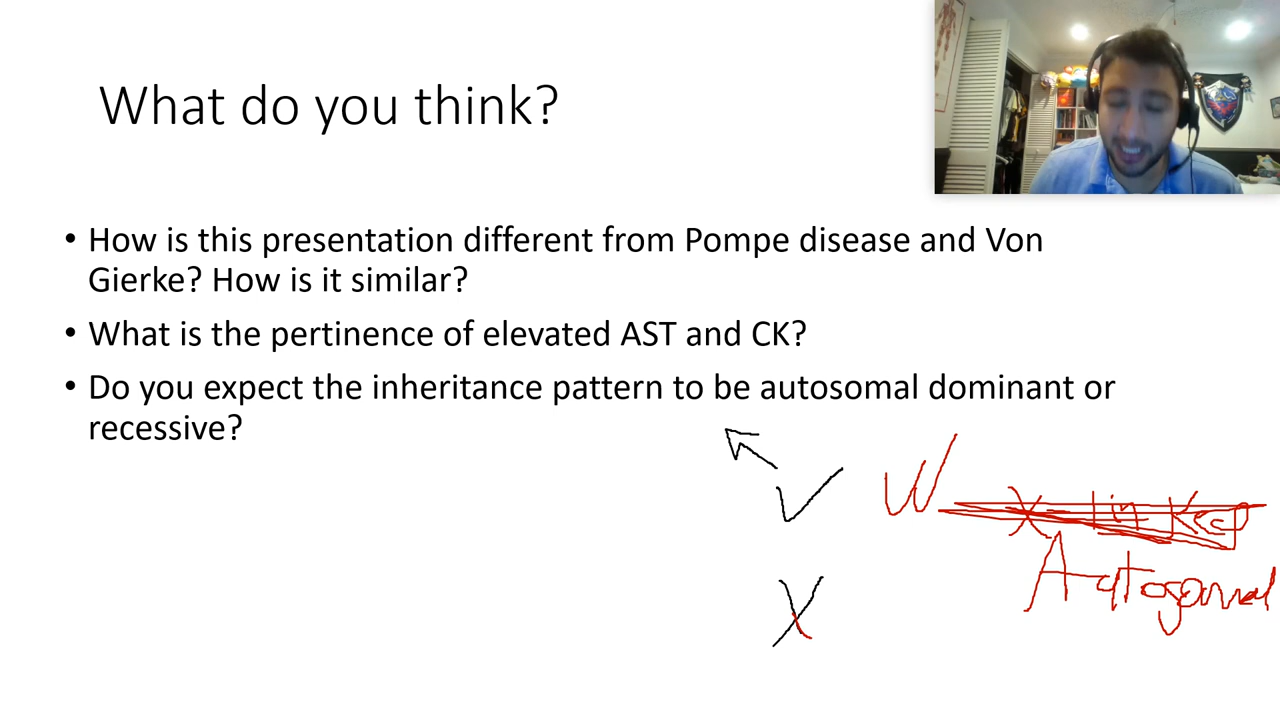 What do you think?
• How is this presentation different from Pompe disease and Von
Gierke? How is it similar?
• What is the pertinence of elevated AST and CK?
• Do you expect the inheritance pattern to be autosomal dominant or
recessive?
X-linked
Autosomal